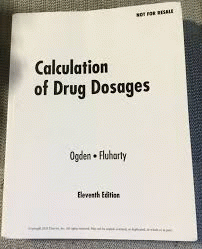 NOT FOR RESALE
Calculation
of Drug Dosages
Ogden • Fluharty
Eleventh Edition